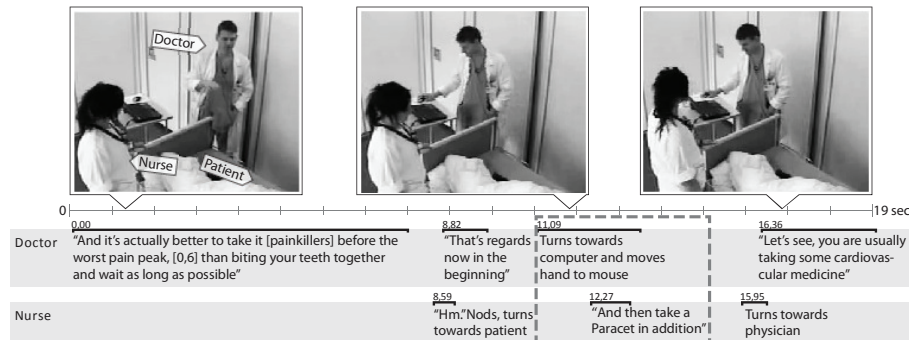 Doctor
Nurse
Patient
0
19 sec
Doctor
0,00
"And it's actually better to take it [painkillers] before the
worst pain peak, [0,6] than biting your teeth together
and wait as long as possible"
8,82
"That's regards
now in the
beginning"
11,09
Turns towards
computer and moves
hand to mouse
16,36
"Let's see, you are usually
taking some cardiovas-
cular medicine"
Nurse
8,59
"Hm."Nods, turns
towards patient
12,27
"And then take a
Paracet in addition"
15,95
Turns towards
physician